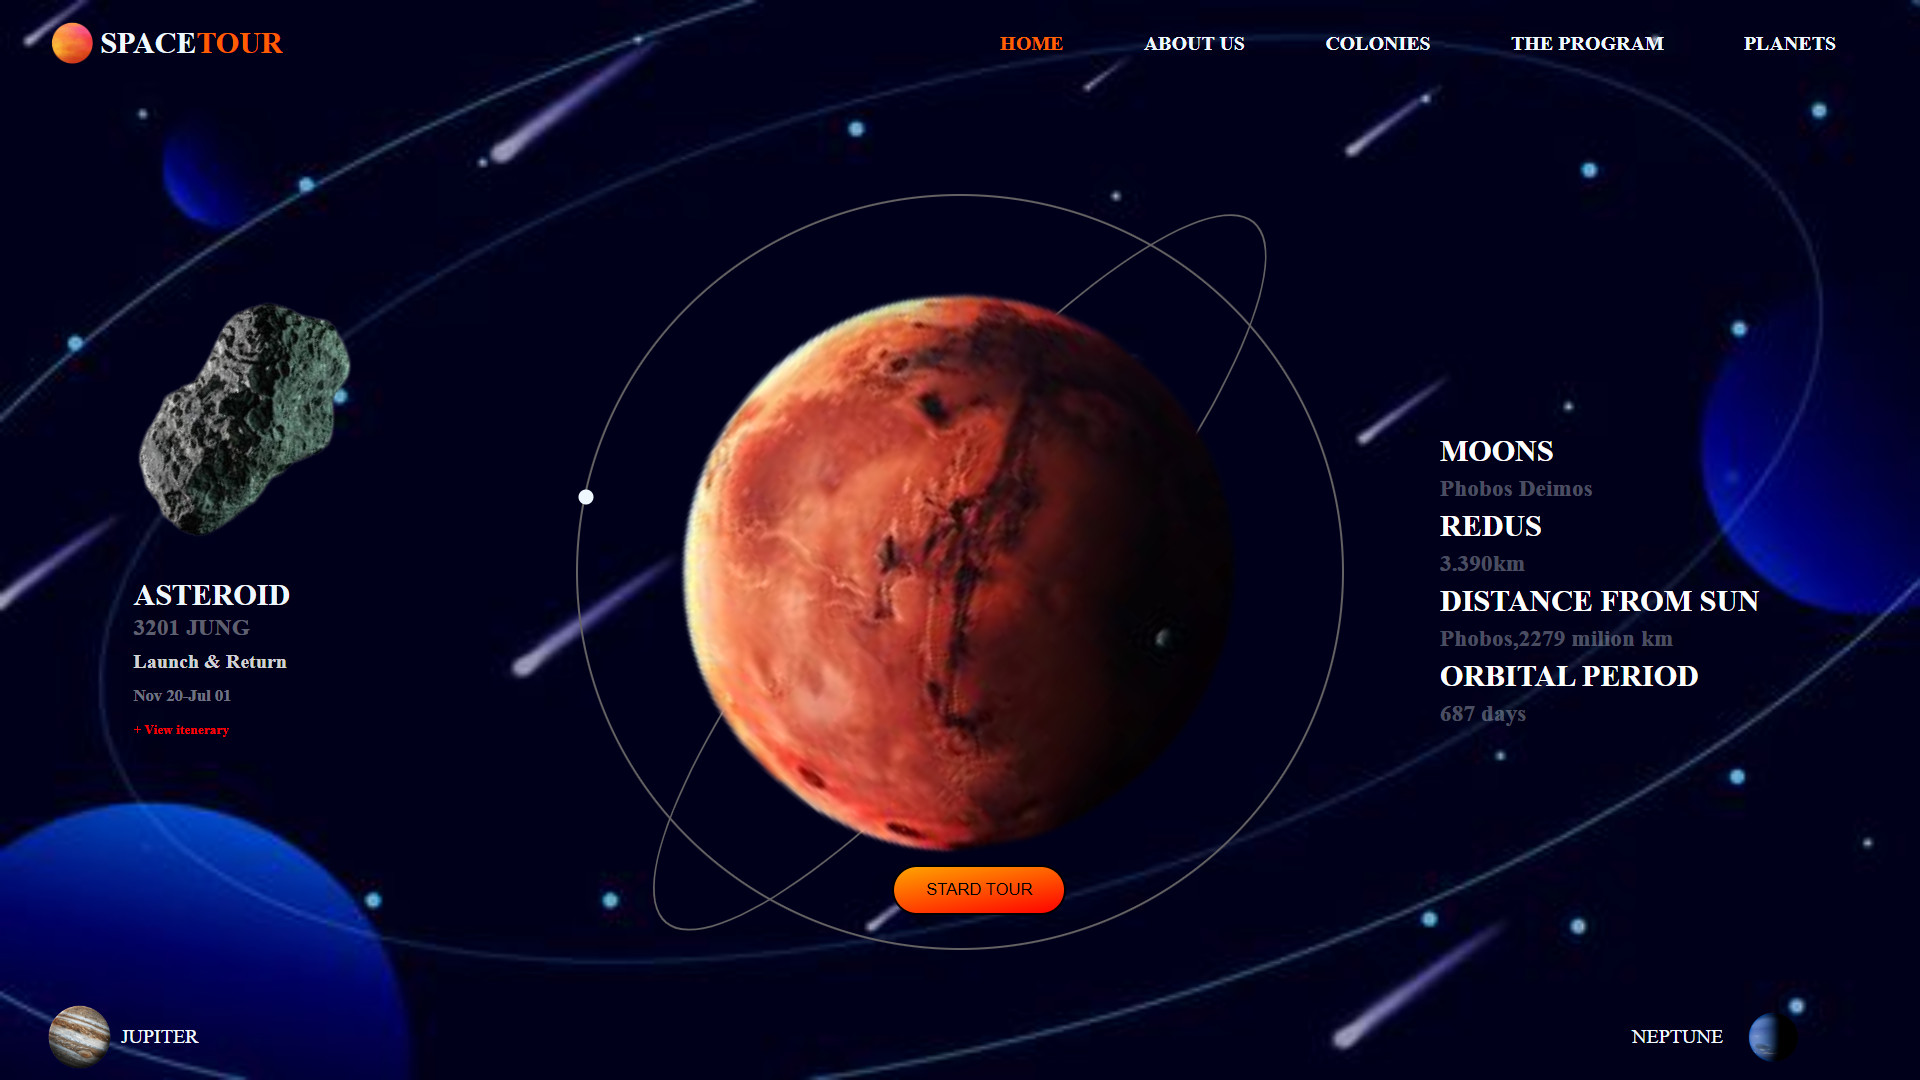 SPACETOUR
HOME ABOUT US COLONIES THE PROGRAM PLANETS
ASTEROID
3201 JUNG
Launch & Return
Nov 20-Jul 01
+ View itenerary
MOONS
Phobos Deimos
REDUS
3.390km
DISTANCE FROM SUN
Phobos,2279 milion km
ORBITAL PERIOD
687 days
STARD TOUR
JUPITER
NEPTUNE